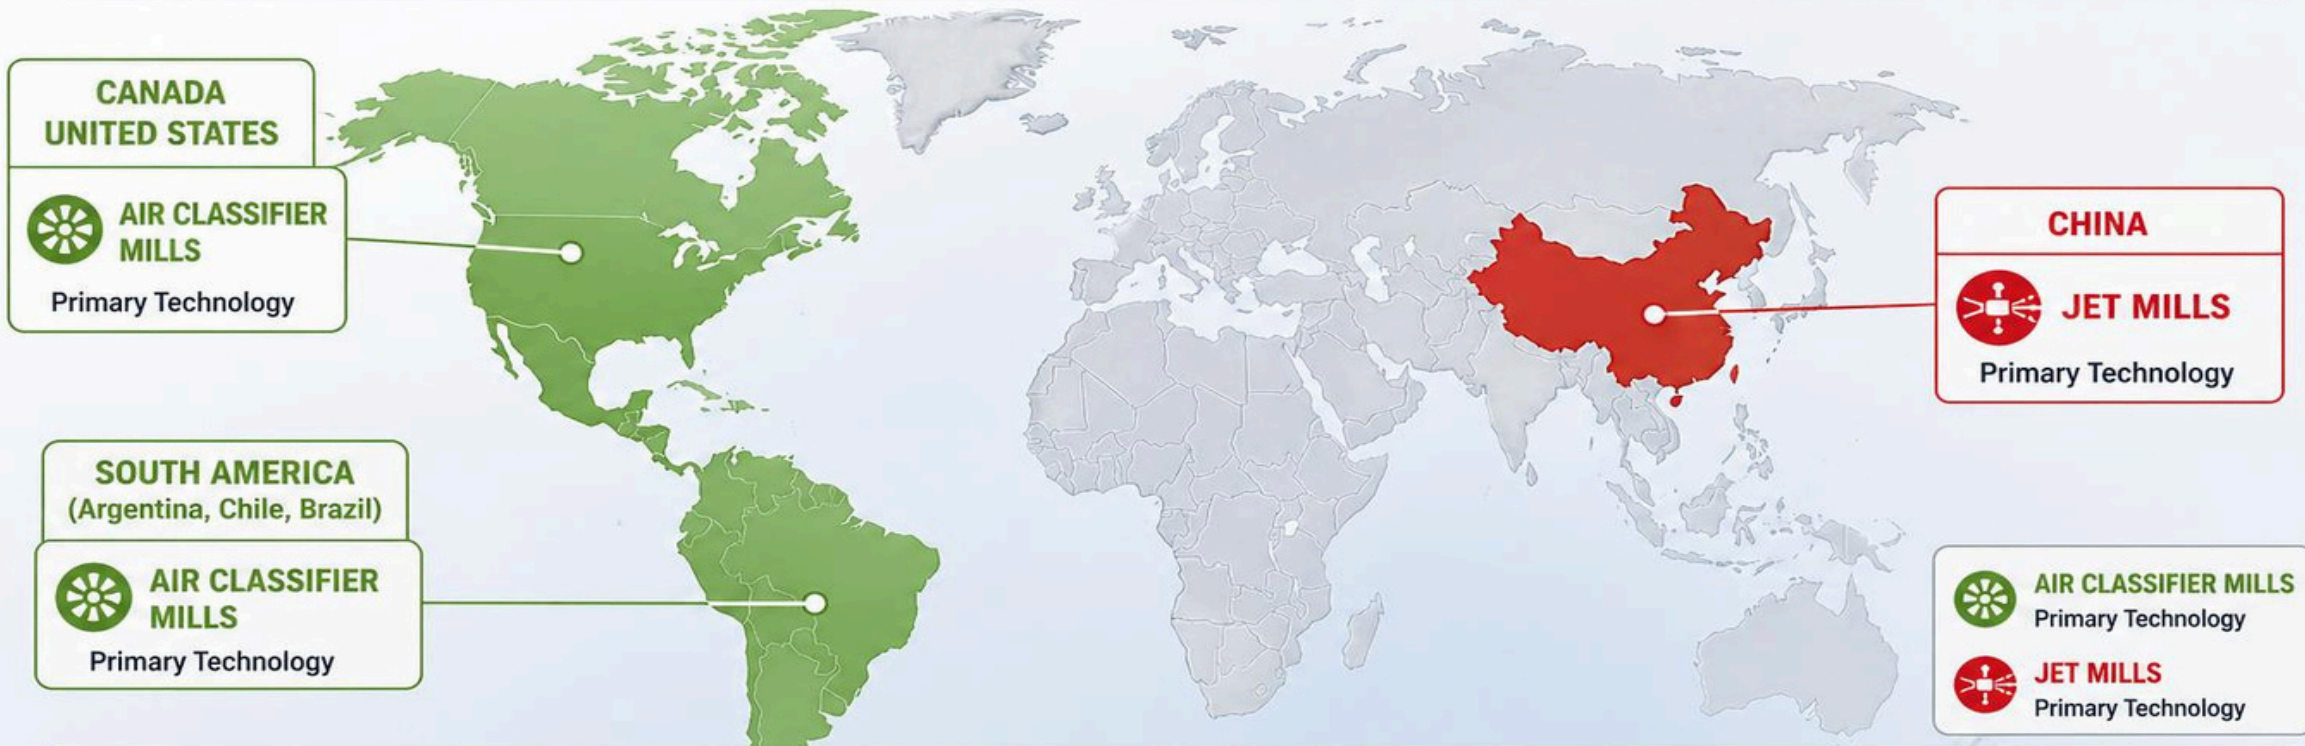 CANADA
UNITED STATES
AIR CLASSIFIER
MILLS
Primary Technology
SOUTH AMERICA
(Argentina, Chile, Brazil)
AIR CLASSIFIER
MILLS
Primary Technology
CHINA
JET MILLS
Primary Technology
AIR CLASSIFIER MILLS
Primary Technology
JET MILLS
Primary Technology